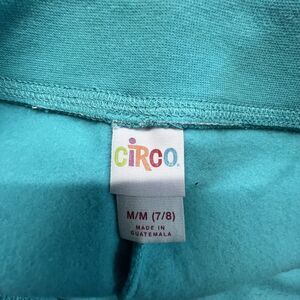 CiRCO
M/M (7/8)
MADE IN
GUATEMALA